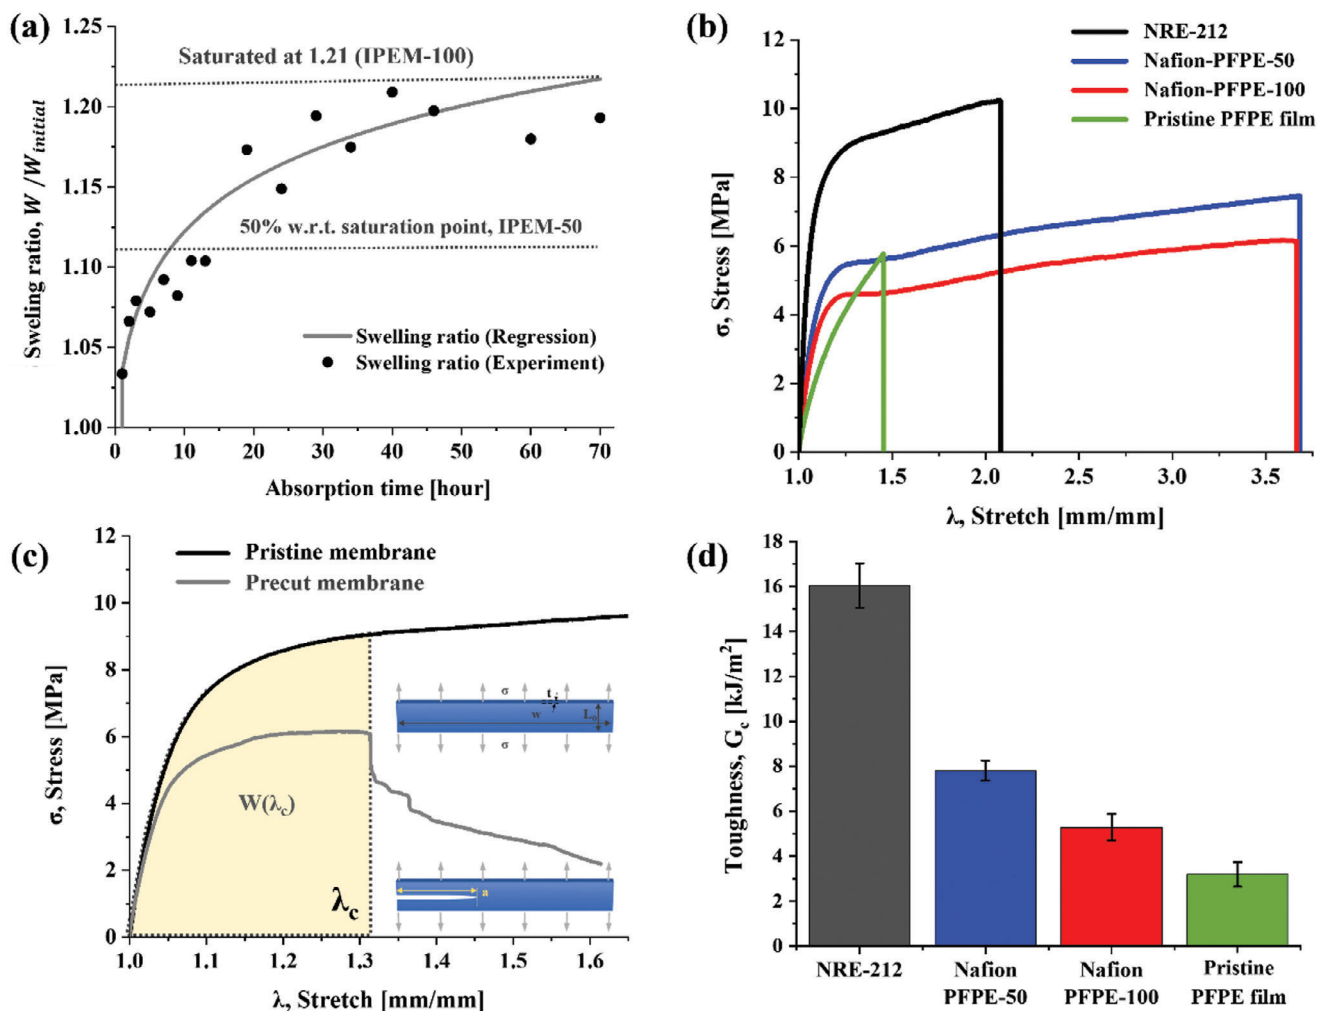 (a)
Saturated at 1.21 (IPEM-100)
50% w.r.t. saturation point, IPEM-50
Swelling ratio (Regression)
Swelling ratio (Experiment)
Sweling ratio, W/W_initial
1.20
1.15
1.10
1.05
1.00
0 10 20 30 40 50 60 70
Absorption time [hour]
(b)
NRE-212
Nafion-PFPE-50
Nafion-PFPE-100
Pristine PFPE film
σ, Stress [MPa]
12
10
8
6
4
2
0
1.0 1.5 2.0 2.5 3.0 3.5
λ, Stretch [mm/mm]
(c)
Pristine membrane
Precut membrane
σ, Stress [MPa]
12
10
8
6
4
2
0
W(λc)
λc
σ
t
w
L₀
σ
a
1.0 1.1 1.2 1.3 1.4 1.5 1.6
λ, Stretch [mm/mm]
(d)
Toughness, Gc [kJ/m²]
18
16
14
12
10
8
6
4
2
0
NRE-212 Nafion Nafion Pristine
PFPE-50 PFPE-100 PFPE film